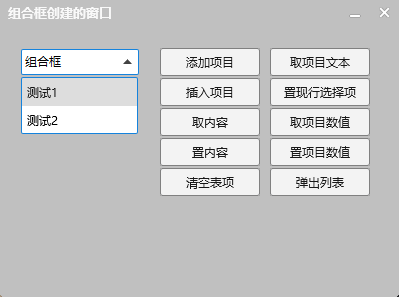 组合框创建的窗口
组合框
测试1
测试2
添加项目
取项目文本
插入项目
置现行选择项
取内容
取项目数值
置内容
置项目数值
清空表项
弹出列表